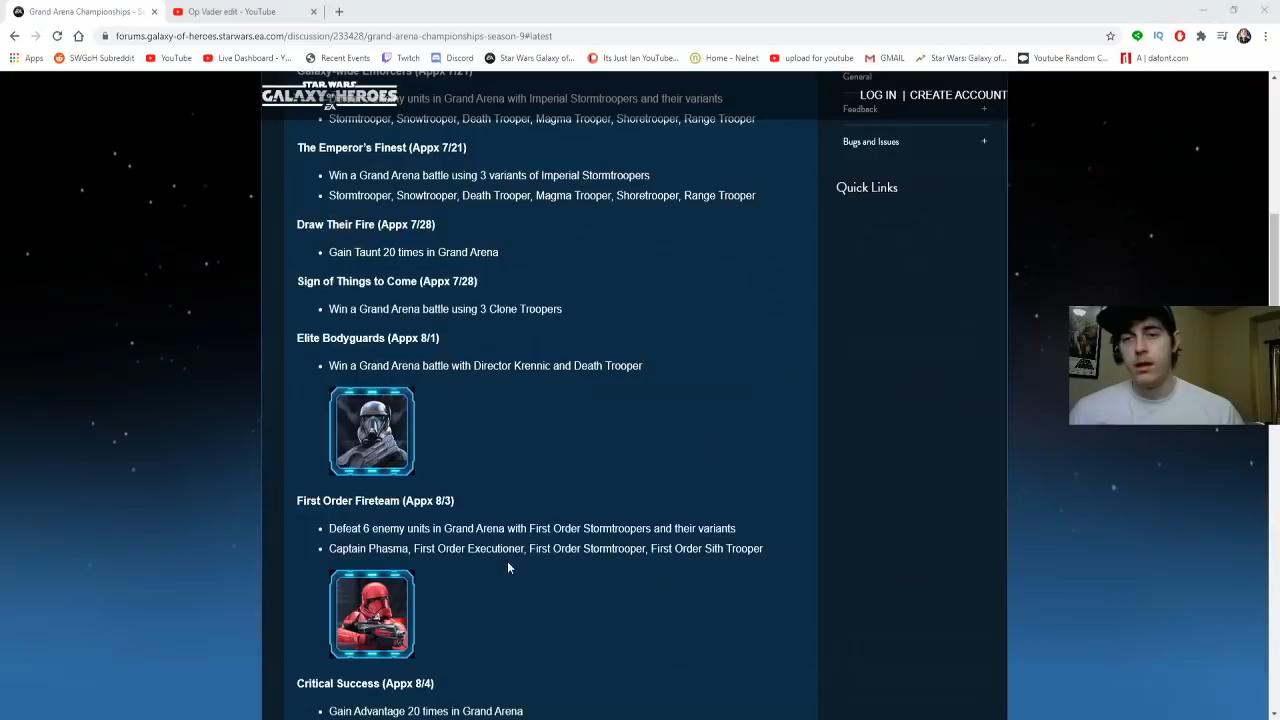 Grand Arena Championships - S
Op Vader edit - YouTube
forums.galaxy-of-heroes.starwars.ea.com/discussion/233428/grand-arena-championships-season-9#latest
Apps
SWGoH Subreddit
YouTube
Live Dashboard - Y...
Recent Events
Twitch
Discord
Star Wars Galaxy of...
Its Just Ian YouTube...
Home - Nelnet
upload for youtube
GMAIL
Star Wars: Galaxy o...
Youtube Random C...
A | dafont.com
Galaxy-wide Enforcers (Appx 7/21)
General
STAR WARS
GALAXY OF HEROES
EA
LOG IN | CREATE ACCOUNT
enemy units in Grand Arena with Imperial Stormtroopers and their variants
Feedback
Stormtrooper, Snowtrooper, Death Trooper, Magma Trooper, Shoretrooper, Range Trooper
Bugs and Issues
The Emperor's Finest (Appx 7/21)
Win a Grand Arena battle using 3 variants of Imperial Stormtroopers
Quick Links
Stormtrooper, Snowtrooper, Death Trooper, Magma Trooper, Shoretrooper, Range Trooper
Draw Their Fire (Appx 7/28)
Gain Taunt 20 times in Grand Arena
Sign of Things to Come (Appx 7/28)
Win a Grand Arena battle using 3 Clone Troopers
Elite Bodyguards (Appx 8/1)
Win a Grand Arena battle with Director Krennic and Death Trooper
First Order Fireteam (Appx 8/3)
Defeat 6 enemy units in Grand Arena with First Order Stormtroopers and their variants
Captain Phasma, First Order Executioner, First Order Stormtrooper, First Order Sith Trooper
Critical Success (Appx 8/4)
Gain Advantage 20 times in Grand Arena